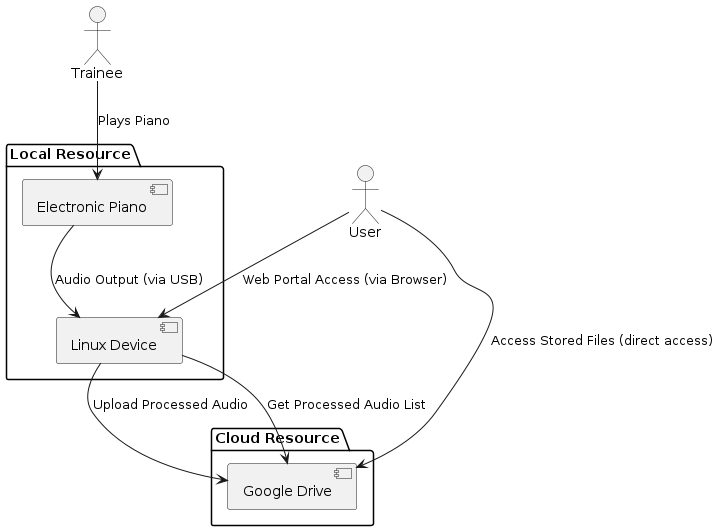 Trainee
Plays Piano
Local Resource
Electronic Piano
User
Audio Output (via USB)
Web Portal Access (via Browser)
Linux Device
Access Stored Files (direct access)
Upload Processed Audio
Get Processed Audio List
Cloud Resource
Google Drive